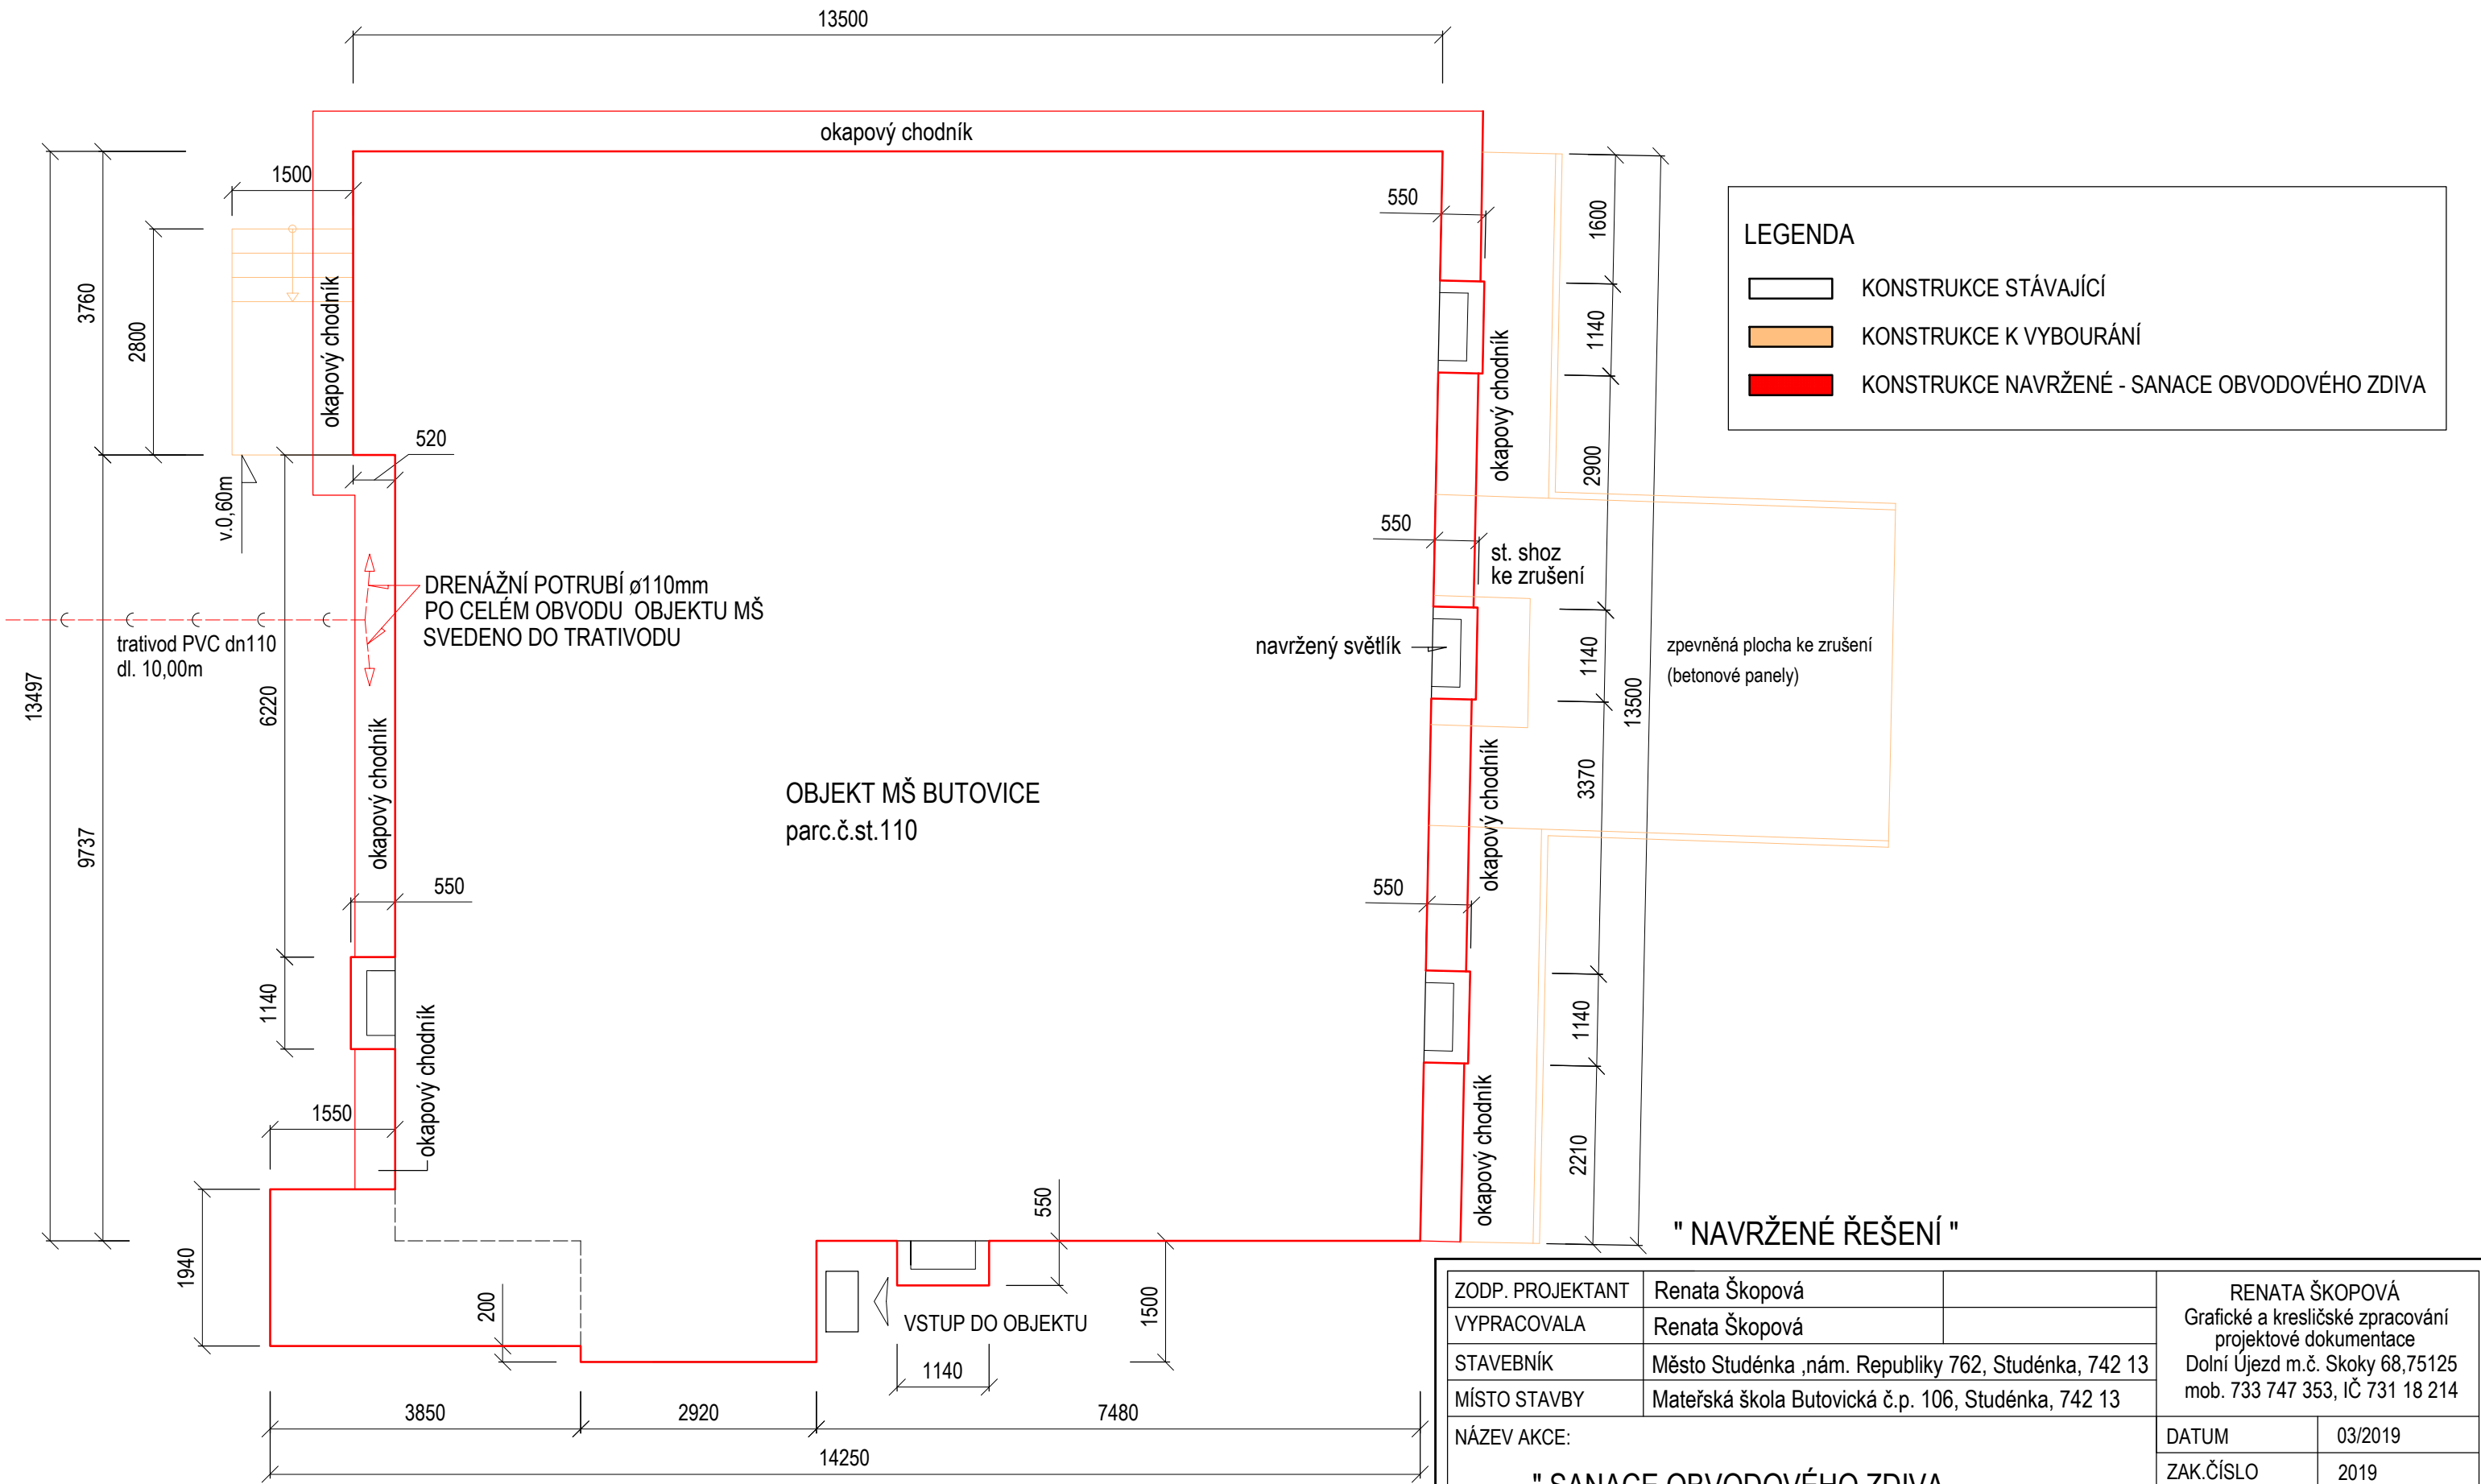 13500
okapový chodník
1500
550
1600
3760
2800
okapový chodník
1140
LEGENDA
KONSTRUKCE STÁVAJÍCÍ
KONSTRUKCE K VYBOURÁNÍ
KONSTRUKCE NAVRŽENÉ - SANACE OBVODOVÉHO ZDIVA
okapový chodník
520
2900
v.0,60m
550
st. shoz
ke zrušení
DRENÁŽNÍ POTRUBÍ ø110mm
PO CELÉM OBVODU OBJEKTU MŠ
SVEDENO DO TRATIVODU
trativod PVC dn110
dl. 10,00m
navržený světlík
1140
zpevněná plocha ke zrušení
(betonové panely)
13497
6220
13500
okapový chodník
3370
okapový chodník
OBJEKT MŠ BUTOVICE
parc.č.st.110
9737
550
550
1140
okapový chodník
1140
1550
okapový chodník
2210
1940
550
200
VSTUP DO OBJEKTU
1500
1140
3850
2920
7480
14250
" NAVRŽENÉ ŘEŠENÍ "
ZODP. PROJEKTANT Renata Škopová
VYPRACOVALA Renata Škopová
STAVEBNÍK Město Studénka ,nám. Republiky 762, Studénka, 742 13
MÍSTO STAVBY Mateřská škola Butovická č.p. 106, Studénka, 742 13
RENATA ŠKOPOVÁ
Grafické a kresličské zpracování
projektové dokumentace
Dolní Újezd m.č. Skoky 68,75125
mob. 733 747 353, IČ 731 18 214
NÁZEV AKCE:
DATUM 03/2019
ZAK.ČÍSLO 2019
" SANACE OBVODOVÉHO ZDIVA